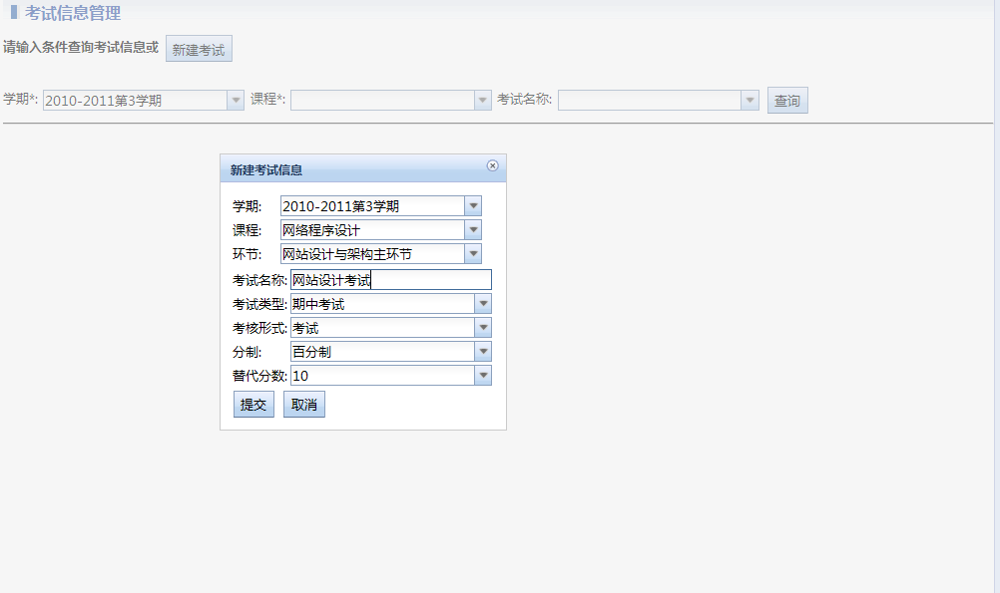 考试信息管理
请输入条件查询考试信息或 新建考试
学期*: 2010-2011第3学期 课程*: 考试名称: 查询
新建考试信息
学期: 2010-2011第3学期
课程: 网络程序设计
环节: 网站设计与架构主环节
考试名称: 网站设计考试
考试类型: 期中考试
考核形式: 考试
分制: 百分制
替代分数: 10
提交 取消